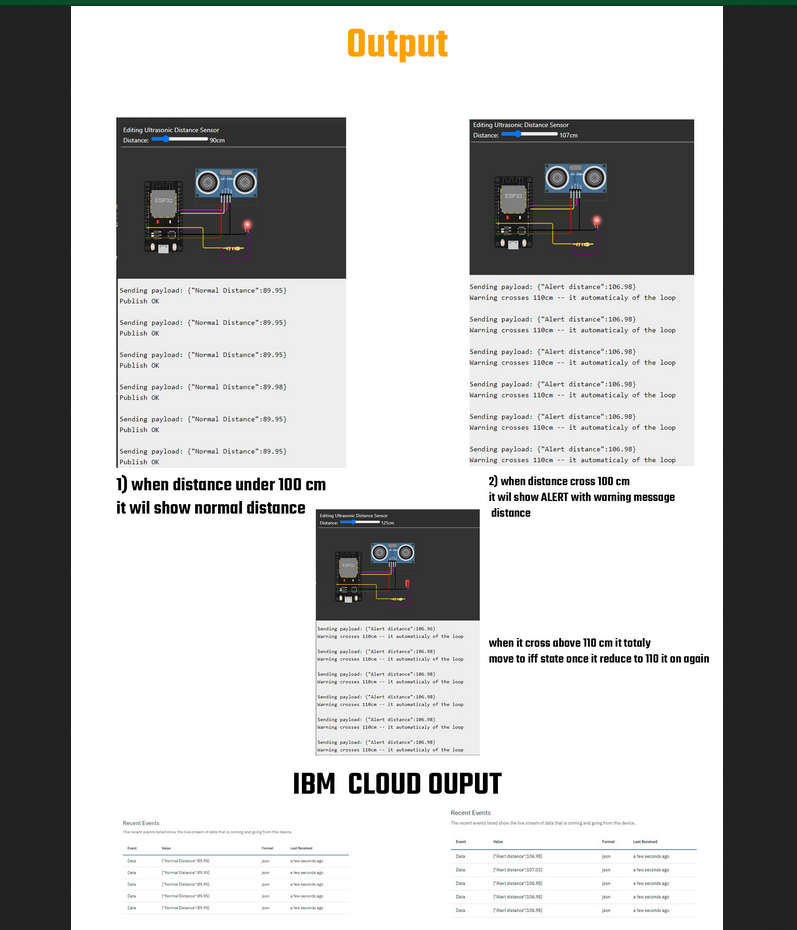 Output
Editing Ultrasonic Distance Sensor
Distance: 90cm
ESP32
Sending payload: {"Normal Distance":89.95}
Publish OK
Sending payload: {"Normal Distance":89.95}
Publish OK
Sending payload: {"Normal Distance":89.95}
Publish OK
Sending payload: {"Normal Distance":89.98}
Publish OK
Sending payload: {"Normal Distance":89.95}
Publish OK
Sending payload: {"Normal Distance":89.95}
Publish OK
1) when distance under 100 cm
it wil show normal distance
Editing Ultrasonic Distance Sensor
Distance: 107cm
ESP32
Sending payload: {"Alert distance":106.98}
Warning crosses 110cm -- it automaticaly of the loop
Sending payload: {"Alert distance":106.98}
Warning crosses 110cm -- it automaticaly of the loop
Sending payload: {"Alert distance":106.98}
Warning crosses 110cm -- it automaticaly of the loop
Sending payload: {"Alert distance":106.98}
Warning crosses 110cm -- it automaticaly of the loop
Sending payload: {"Alert distance":106.98}
Warning crosses 110cm -- it automaticaly of the loop
Sending payload: {"Alert distance":106.98}
Warning crosses 110cm -- it automaticaly of the loop
2) when distance cross 100 cm
it wil show ALERT with warning message
distance
Editing Ultrasonic Distance Sensor
Distance: 125cm
ESP32
Sending payload: {"Alert distance":106.96}
Warning crosses 110cm -- it automaticaly of the loop
Sending payload: {"Alert distance":106.98}
Warning crosses 110cm -- it automaticaly of the loop
Sending payload: {"Alert distance":106.98}
Warning crosses 110cm -- it automaticaly of the loop
Sending payload: {"Alert distance":106.98}
Warning crosses 110cm -- it automaticaly of the loop
Sending payload: {"Alert distance":106.98}
Warning crosses 110cm -- it automaticaly of the loop
Sending payload: {"Alert distance":106.98}
Warning crosses 110cm -- it automaticaly of the loop
when it cross above 110 cm it totaly
move to iff state once it reduce to 110 it on again
IBM CLOUD OUPUT
Recent Events
The recent events listed show the live stream of data that is coming and going from this device.
Event Value Format Last Received
Data {"Normal Distance":89.95} json a few seconds ago
Data {"Normal Distance":89.95} json a few seconds ago
Data {"Normal Distance":89.95} json a few seconds ago
Data {"Normal Distance":89.95} json a few seconds ago
Data {"Normal Distance":89.95} json a few seconds ago
Recent Events
The recent events listed show the live stream of data that is coming and going from this device.
Event Value Format Last Received
Data {"Alert distance":106.98} json a few seconds ago
Data {"Alert distance":107.03} json a few seconds ago
Data {"Alert distance":106.98} json a few seconds ago
Data {"Alert distance":106.98} json a few seconds ago
Data {"Alert distance":106.98} json a few seconds ago